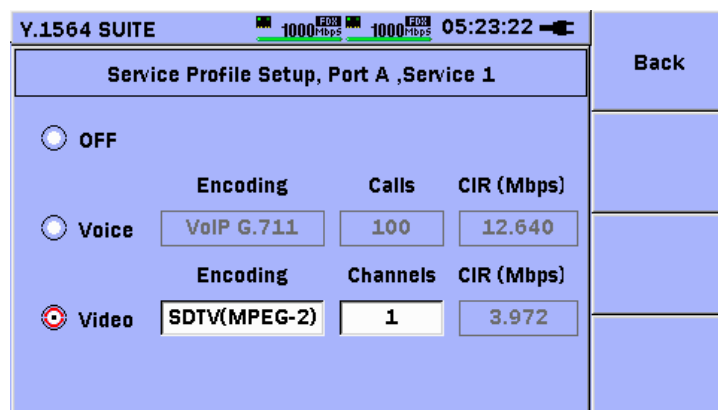 Y.1564 SUITE 1000 FDX Mbps 1000 FDX Mbps 05:23:22
Back
Service Profile Setup, Port A ,Service 1
OFF
Encoding Calls CIR (Mbps)
Voice VoIP G.711 100 12.640
Encoding Channels CIR (Mbps)
Video SDTV(MPEG-2) 1 3.972